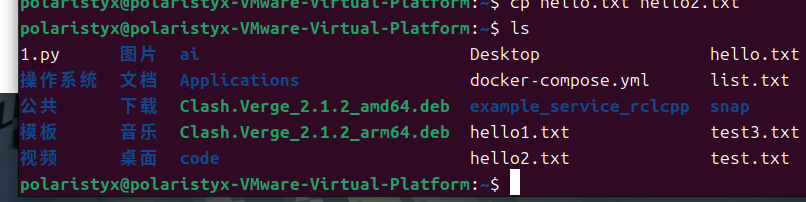 polaristyx@polaristyx-VMware-Virtual-Platform:~$ cp hello.txt hello2.txt
polaristyx@polaristyx-VMware-Virtual-Platform:~$ ls
1.py 图片 ai Desktop hello.txt
操作系统 文档 Applications docker-compose.yml list.txt
公共 下载 Clash.Verge_2.1.2_amd64.deb example_service_rclcpp snap
模板 音乐 Clash.Verge_2.1.2_arm64.deb hello1.txt test3.txt
视频 桌面 code hello2.txt test.txt
polaristyx@polaristyx-VMware-Virtual-Platform:~$